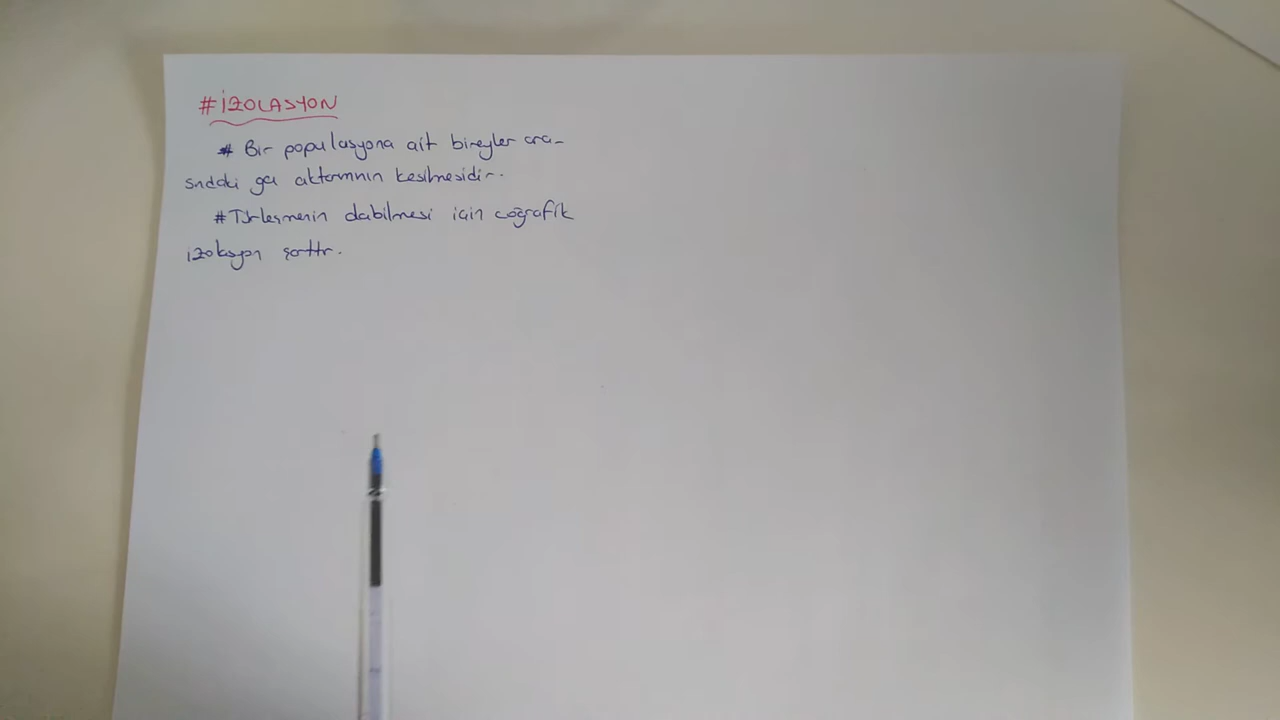 #İZOLASYON
# Bir populasyona ait bireyler ara-
sındaki gen aktarımının kesilmesidir.
#Türleşmenin olabilmesi için coğrafik
izolasyon şarttır.